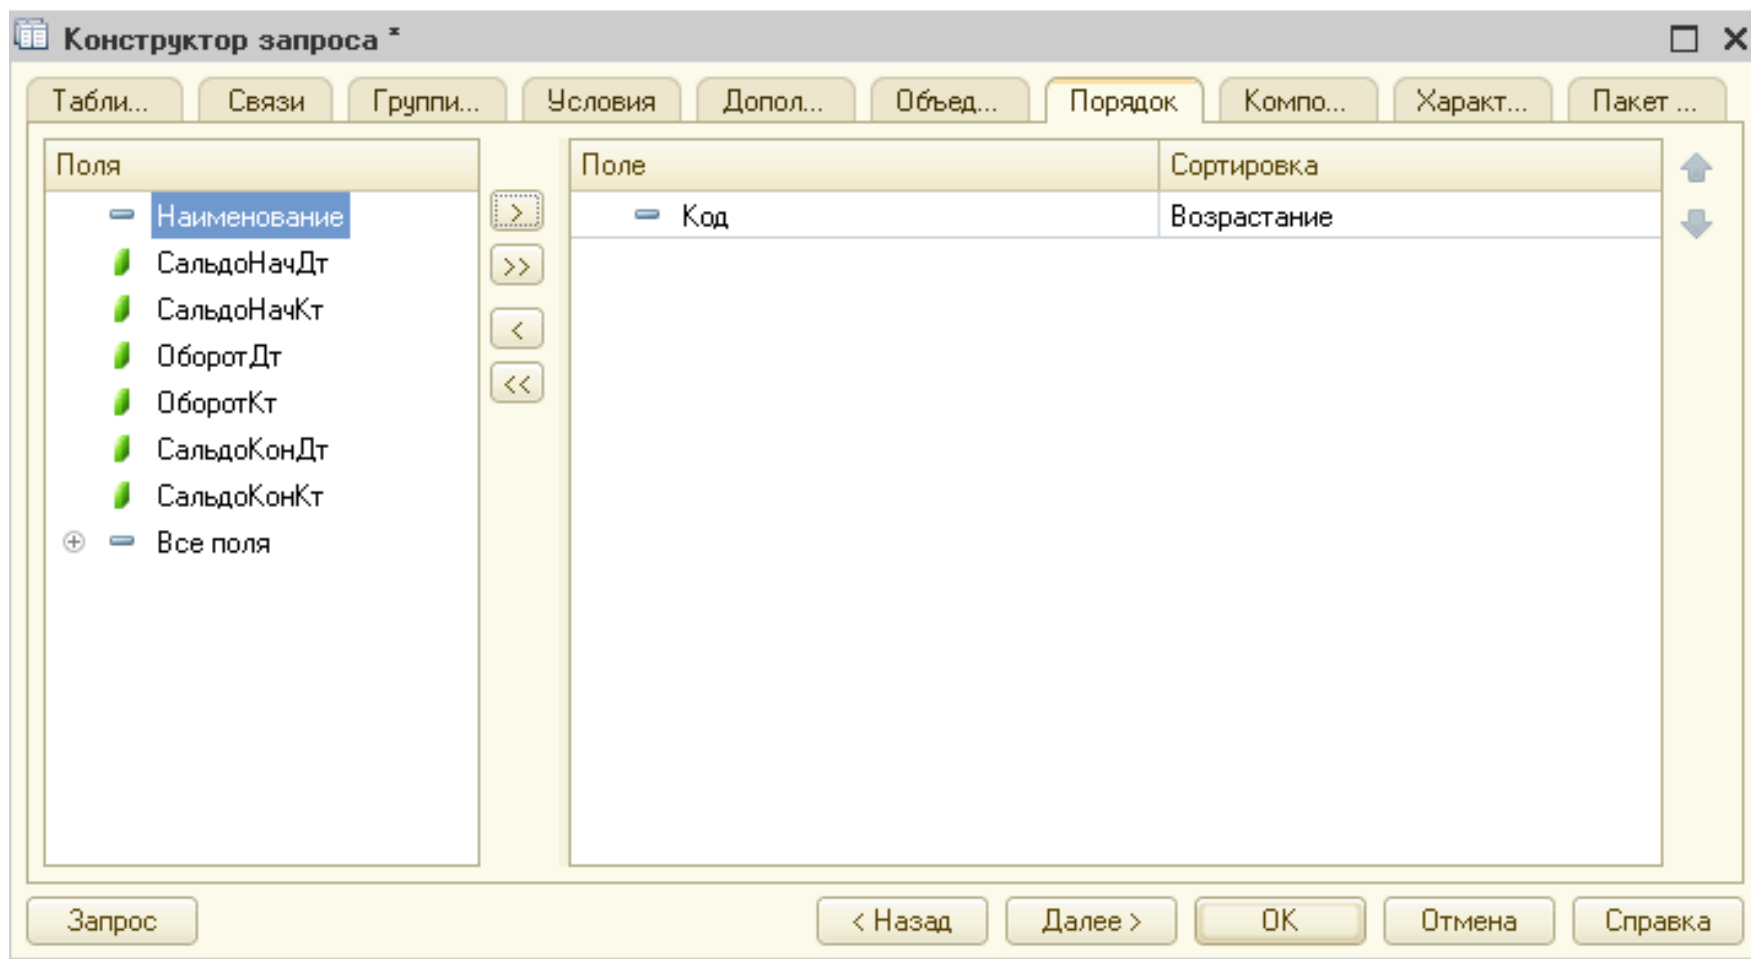 Конструктор запроса *
Табли... Связи Группи... Условия Допол... Объед... Порядок Компо... Характ... Пакет ...
Поля Поле Сортировка
Наименование > Код Возрастание
СальдоНачДт >>
СальдоНачКт <
ОборотДт <<
ОборотКт
СальдоКонДт
СальдоКонКт
Все поля
Запрос < Назад Далее > ОК Отмена Справка